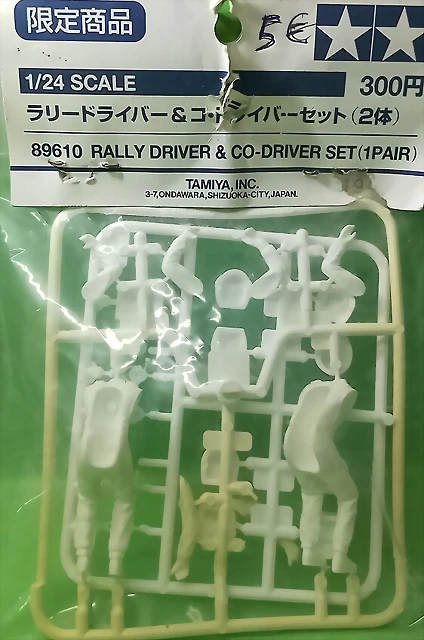 限定商品
5€
1/24 SCALE
300円
ラリードライバー&コ・ドライバーセット(2体)
89610 RALLY DRIVER & CO-DRIVER SET(1PAIR)
TAMIYA, INC.
3-7,ONDAWARA,SHIZUOKA-CITY,JAPAN.